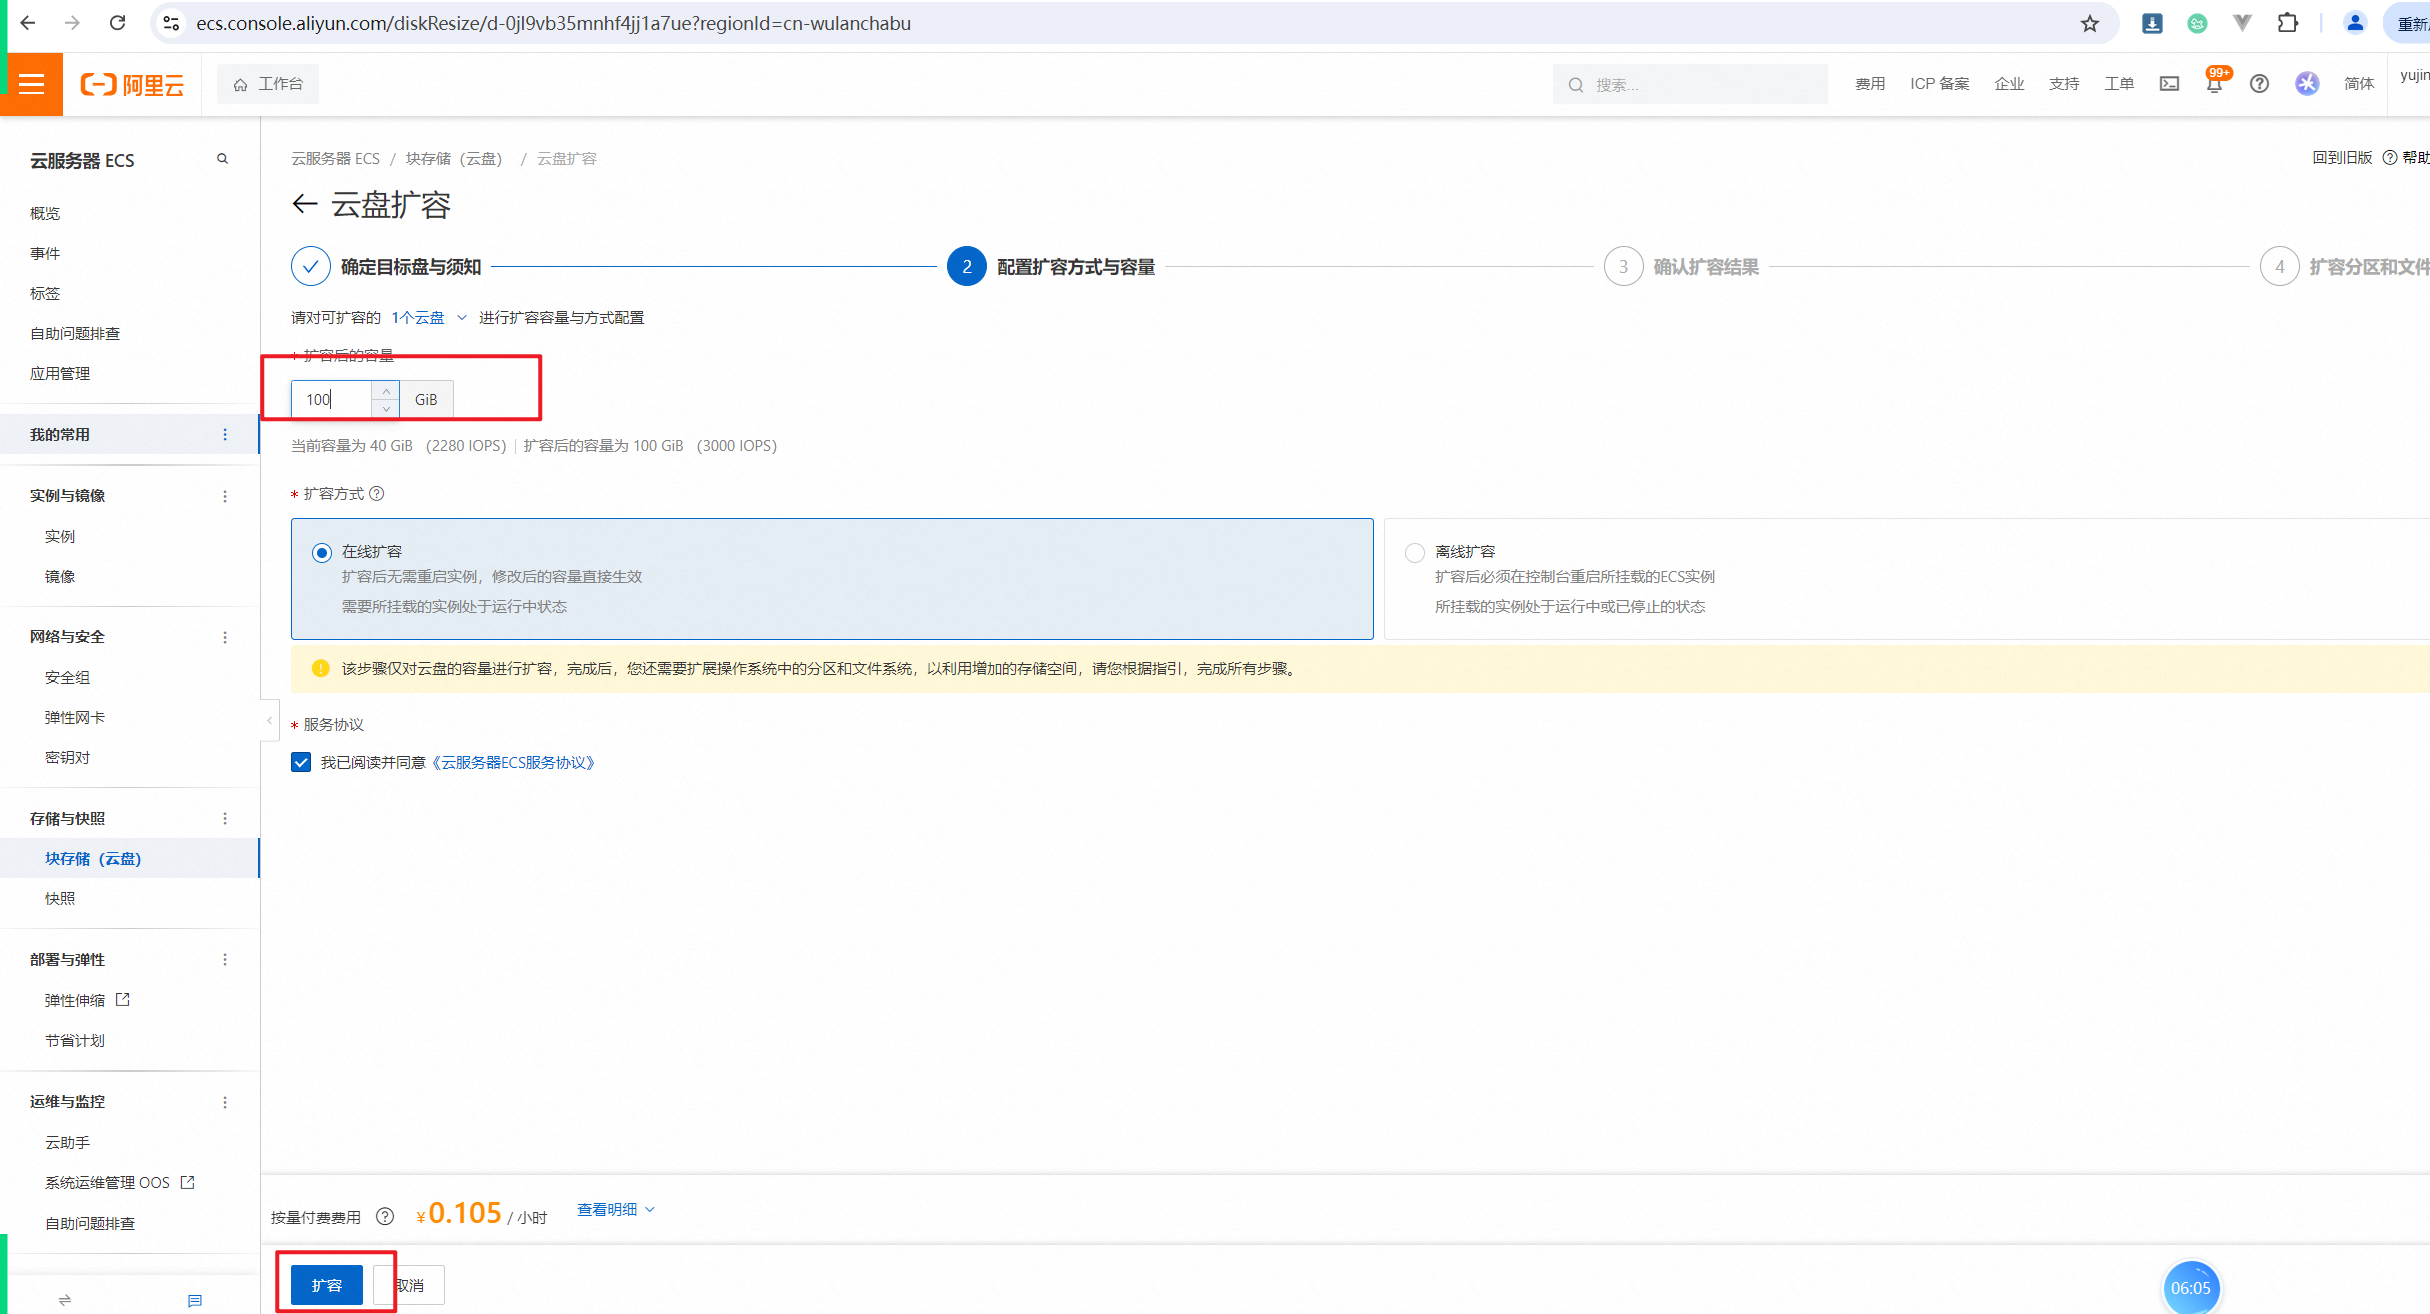 ecs.console.aliyun.com/diskResize/d-0jl9vb35mnhf4jj1a7ue?regionId=cn-wulanchabu
重新
阿里云
工作台
搜索...
费用
ICP 备案
企业
支持
工单
99+
简体
yujin
云服务器 ECS
概览
事件
标签
自助问题排查
应用管理
我的常用
实例与镜像
实例
镜像
网络与安全
安全组
弹性网卡
密钥对
存储与快照
块存储（云盘）
快照
部署与弹性
弹性伸缩
节省计划
运维与监控
云助手
系统运维管理 OOS
自助问题排查
云服务器 ECS / 块存储（云盘） / 云盘扩容
回到旧版 帮助
云盘扩容
确定目标盘与须知
2 配置扩容方式与容量
3 确认扩容结果
4 扩容分区和文件
请对可扩容的 1个云盘 进行扩容容量与方式配置
* 扩容后的容量
100 GiB
当前容量为 40 GiB （2280 IOPS） | 扩容后的容量为 100 GiB （3000 IOPS）
* 扩容方式
在线扩容
扩容后无需重启实例，修改后的容量直接生效
需要所挂载的实例处于运行中状态
离线扩容
扩容后必须在控制台重启所挂载的ECS实例
所挂载的实例处于运行中或已停止的状态
该步骤仅对云盘的容量进行扩容，完成后，您还需要扩展操作系统中的分区和文件系统，以利用增加的存储空间，请您根据指引，完成所有步骤。
* 服务协议
我已阅读并同意《云服务器ECS服务协议》
按量付费费用 ¥0.105 / 小时 查看明细
扩容 取消
06:05